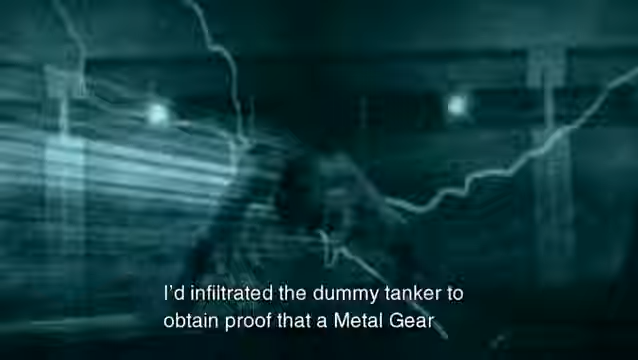 I'd infiltrated the dummy tanker to
obtain proof that a Metal Gear